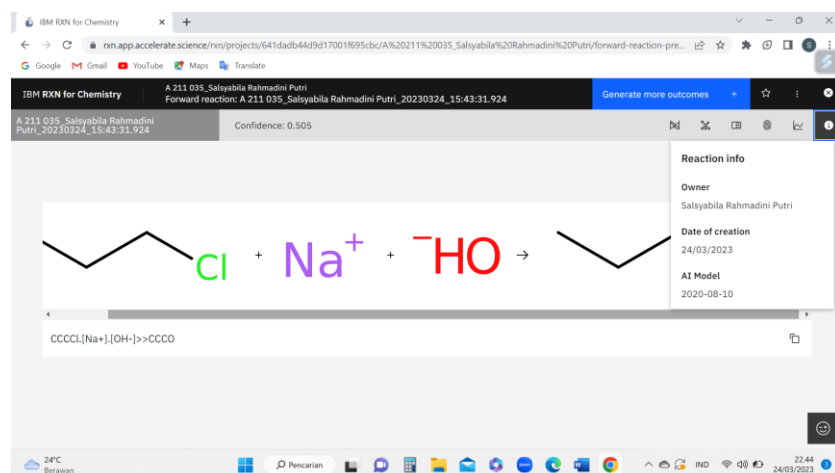 IBM RXN for Chemistry
rxn.app.accelerate.science/rxn/projects/641dadb44d9d17001f695cbc/A%20211%20035_Salsyabila%20Rahmadini%20Putri/forward-reaction-pre...
S
Google Gmail YouTube Maps Translate
IBM RXN for Chemistry
A 211 035_Salsyabila Rahmadini Putri
Forward reaction: A 211 035_Salsyabila Rahmadini Putri_20230324_15:43:31.924
Generate more outcomes +
A 211 035_Salsyabila Rahmadini
Putri_20230324_15:43:31.924
Confidence: 0.505
Reaction info
Owner
Salsyabila Rahmadini Putri
Date of creation
24/03/2023
AI Model
2020-08-10
Cl + Na+ + −HO →
CCCCl.[Na+].[OH-]>>CCCO
24°C
Berawan
Pencarian
IND
22.44
24/03/2023